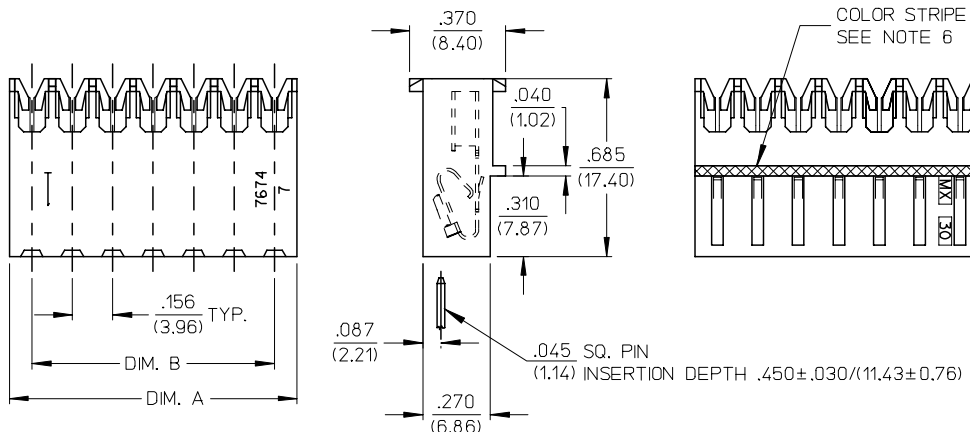 .370
(8.40)
COLOR STRIPE
SEE NOTE 6
.040
(1.02)
.685
(17.40)
7674
7
.310
(7.87)
MX
30
.156
(3.96)
TYP.
.087
(2.21)
DIM. B
.045 SQ. PIN
(1.14) INSERTION DEPTH .450±.030/(11.43±0.76)
DIM. A
.270
(6.86)